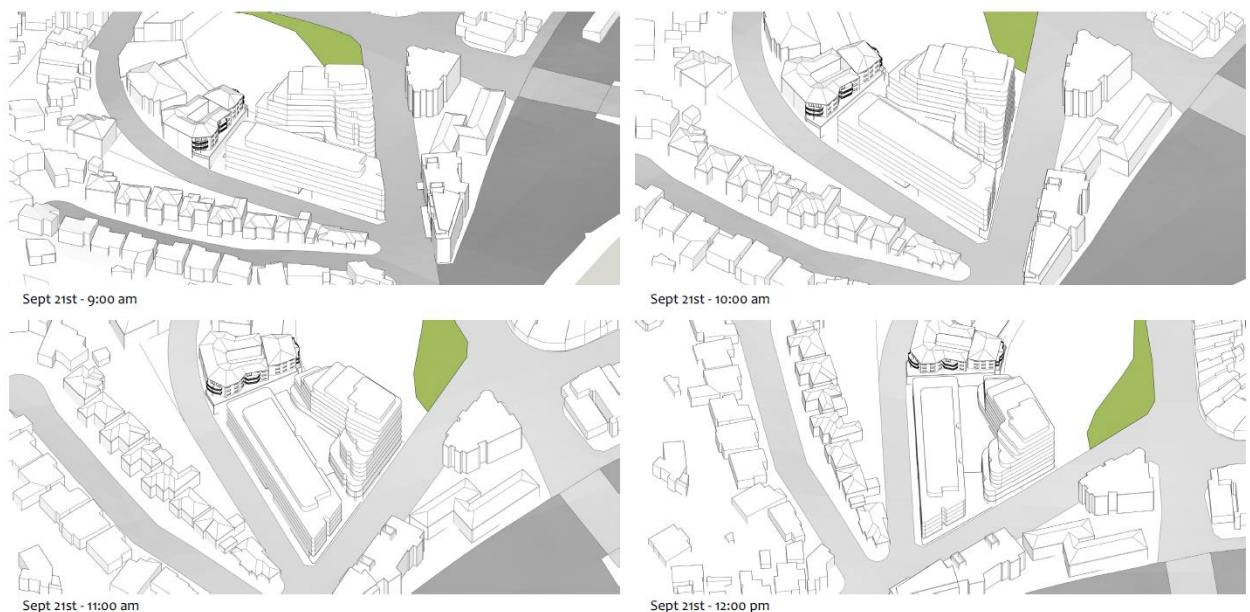 Sept 21st - 9:00 am
Sept 21st - 10:00 am
Sept 21st - 11:00 am
Sept 21st - 12:00 pm